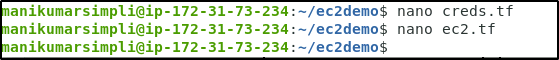 manikumarsimpli@ip-172-31-73-234:~/ec2demo$ nano creds.tf
manikumarsimpli@ip-172-31-73-234:~/ec2demo$ nano ec2.tf
manikumarsimpli@ip-172-31-73-234:~/ec2demo$